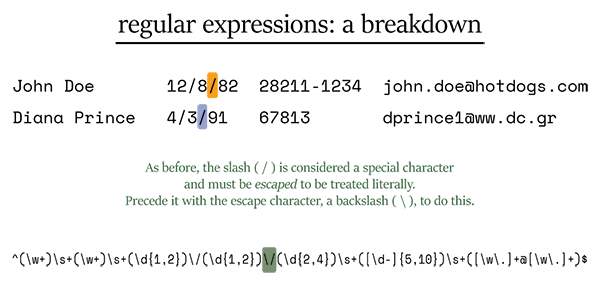 regular expressions: a breakdown
John Doe 12/8/82 28211-1234 john.doe@hotdogs.com
Diana Prince 4/3/91 67813 dprince1@ww.dc.gr
As before, the slash ( / ) is considered a special character
and must be escaped to be treated literally.
Precede it with the escape character, a backslash ( \ ), to do this.
^(\w+)\s+(\w+)\s+(\d{1,2})\/(\d{1,2})\/(\d{2,4})\s+([\d-]{5,10})\s+([\w\.]+@[\w\.]+)$